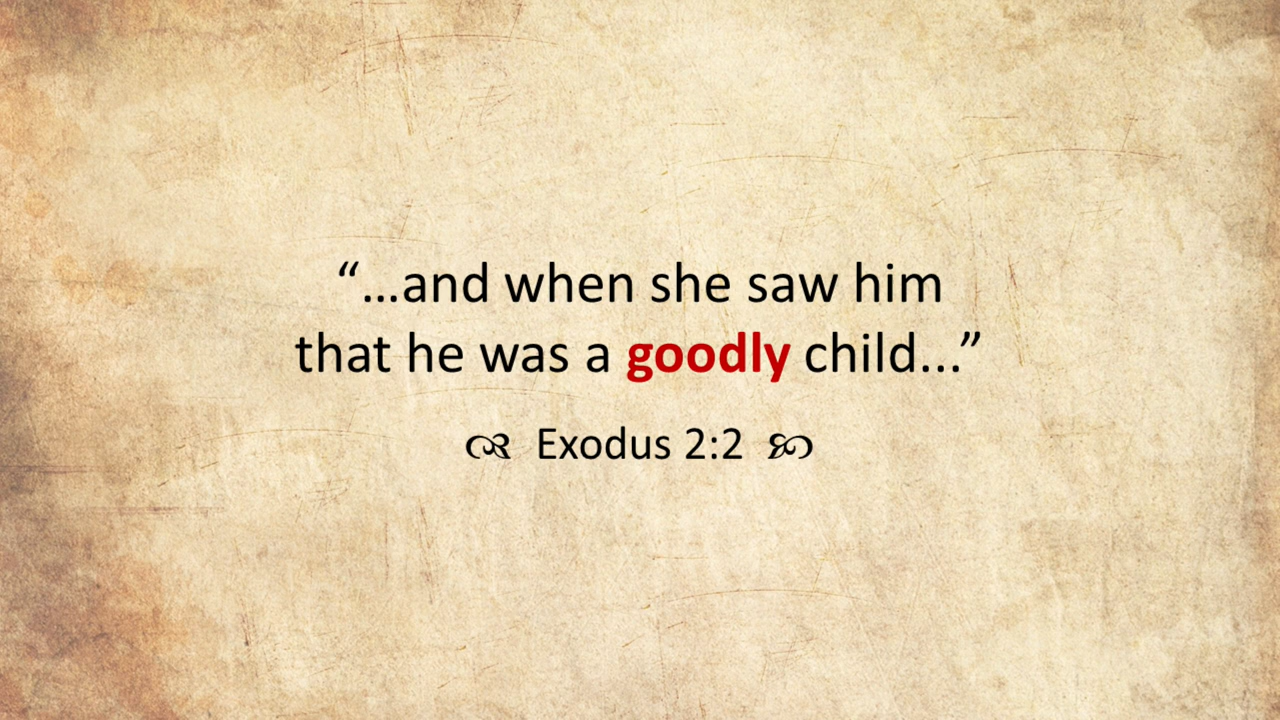 “…and when she saw him
that he was a goodly child...”
Exodus 2:2